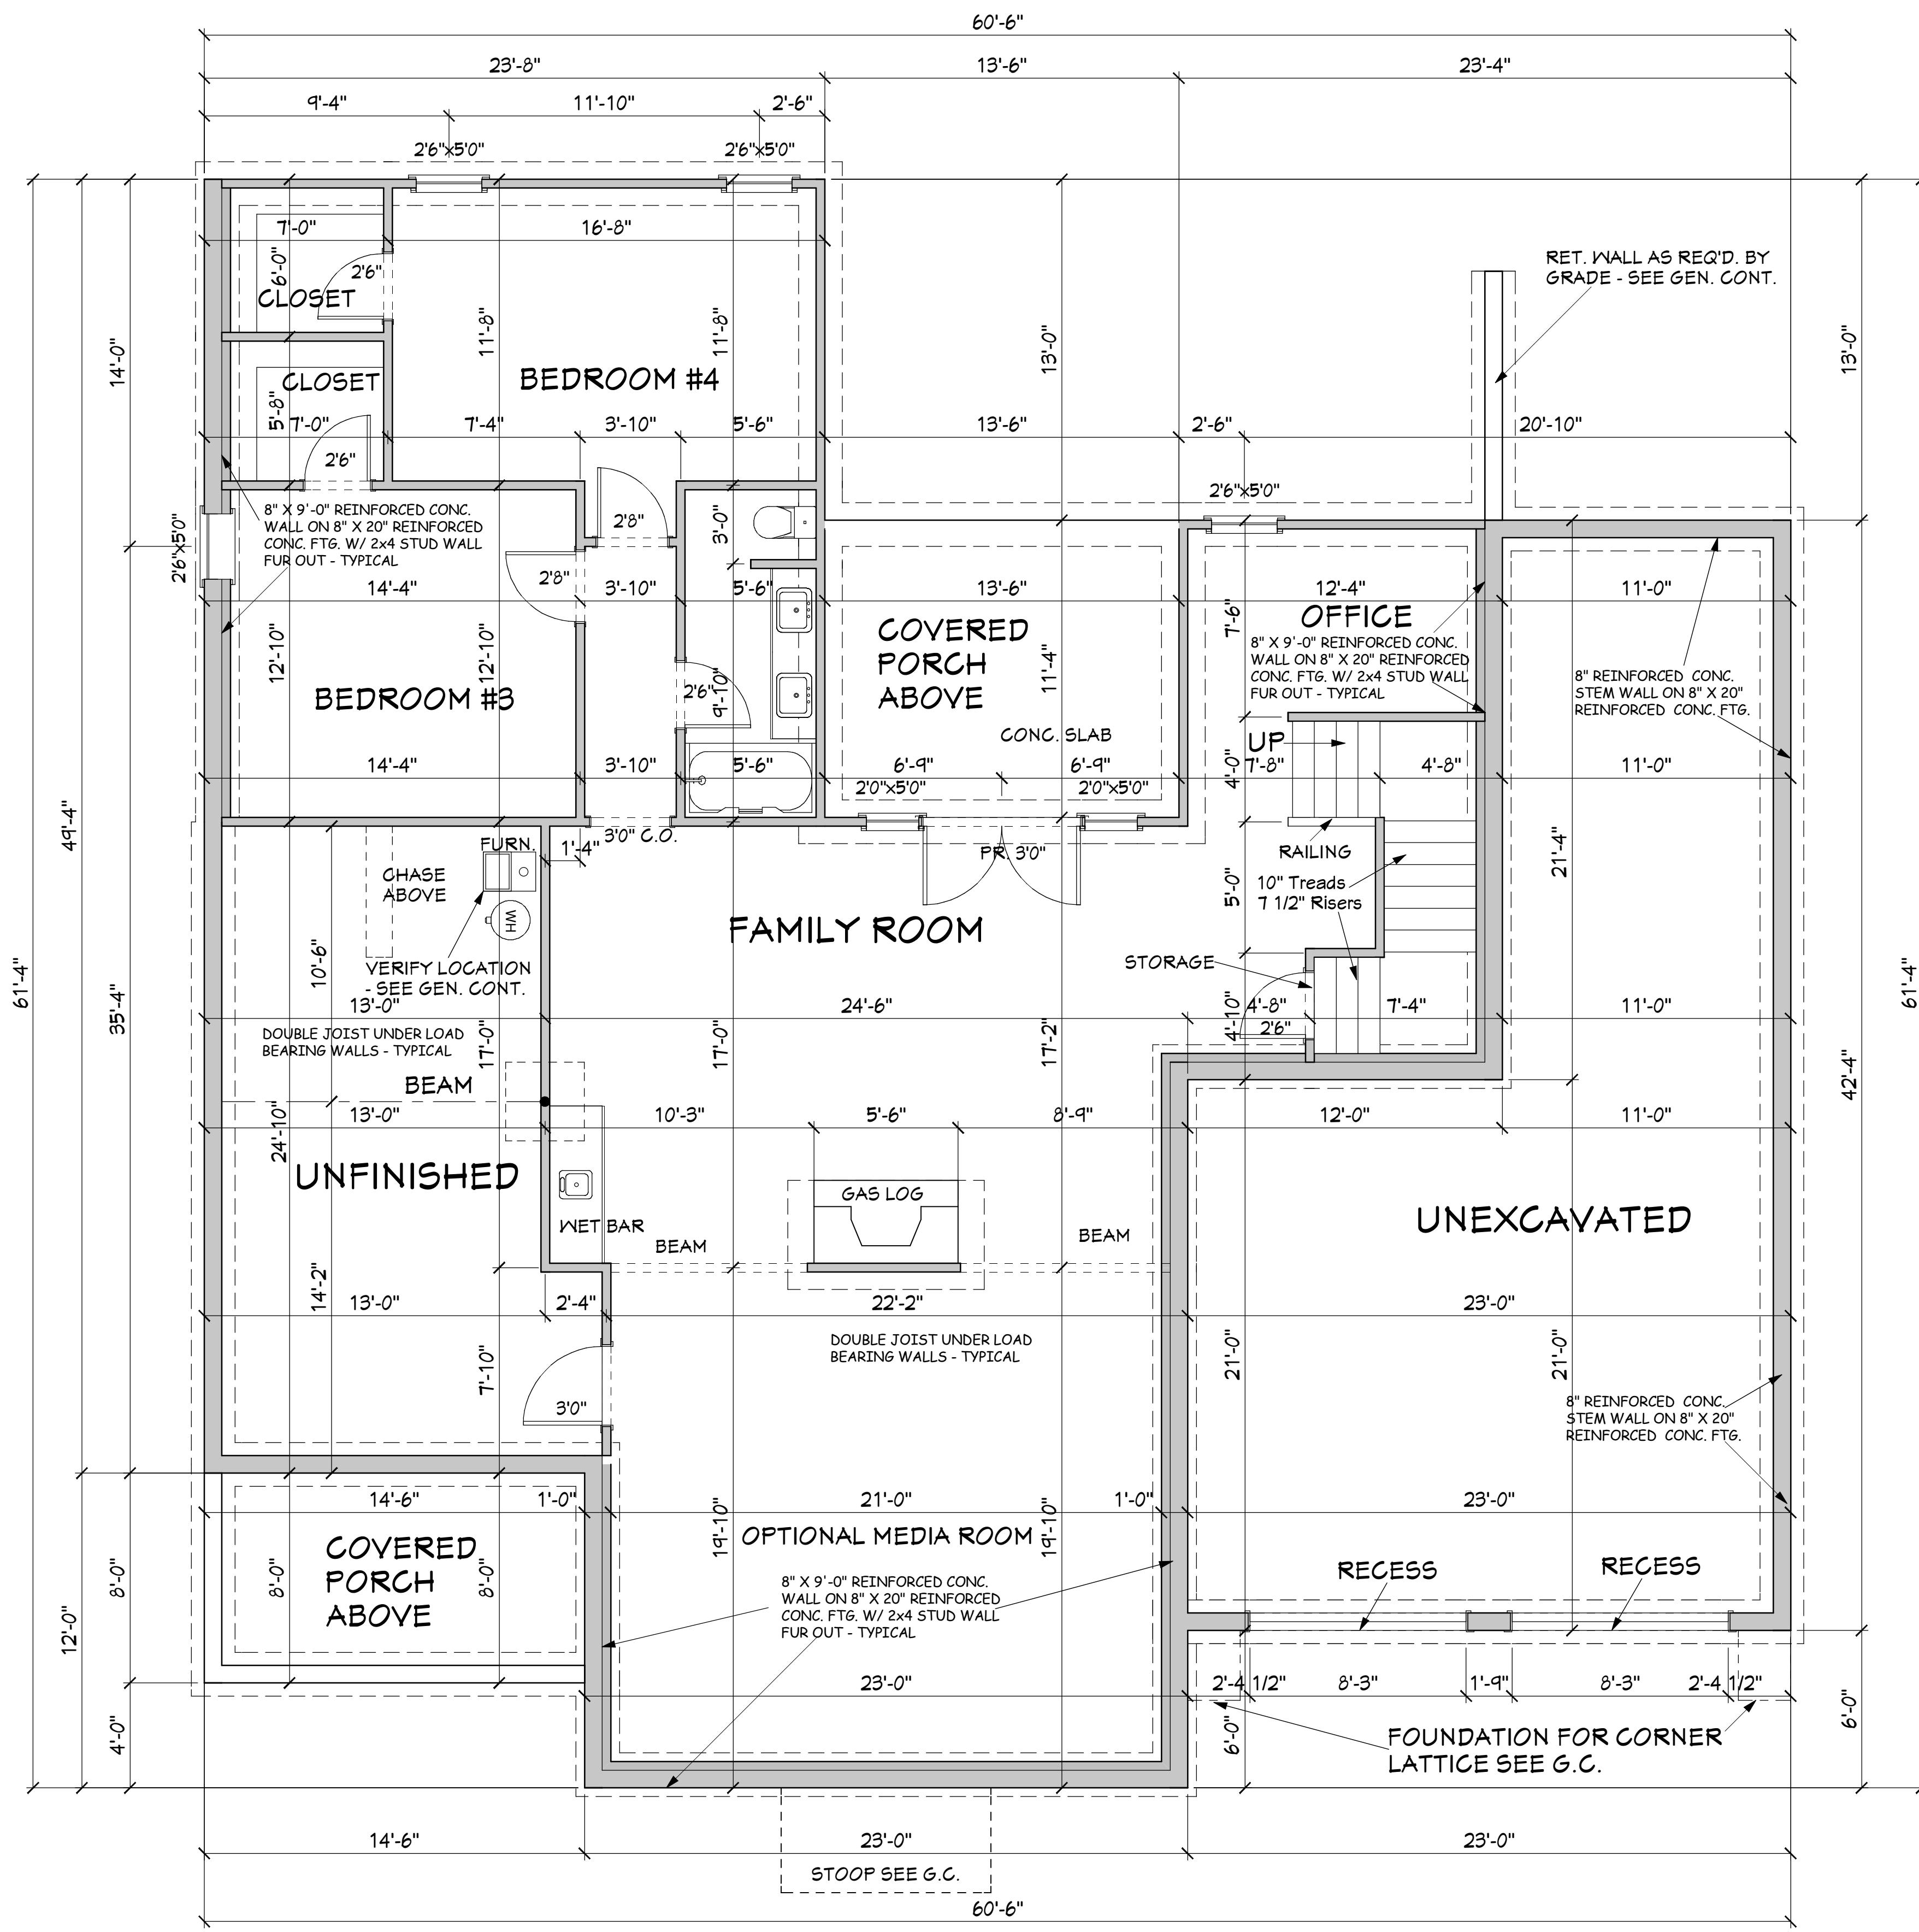 60'-6"
23'-8" 13'-6" 23'-4"
9'-4" 11'-10" 2'-6"
2'6"x5'0" 2'6"x5'0"
7'-0" 16'-8"
6'-0"
2'6"
CLOSET
RET. WALL AS REQ'D. BY
GRADE - SEE GEN. CONT.
14'-0"
11'-8" 11'-8"
13'-0" 13'-0"
CLOSET
BEDROOM #4
5'-8"
7'-0" 7'-4" 3'-10" 5'-6" 13'-6" 2'-6" 20'-10"
2'6"
2'6"x5'0"
8" X 9'-0" REINFORCED CONC.
WALL ON 8" X 20" REINFORCED
CONC. FTG. W/ 2x4 STUD WALL
FUR OUT - TYPICAL
2'6"x5'0"
2'8"
3'-0"
2'8"
14'-4" 3'-10" 5'-6" 13'-6" 12'-4" 11'-0"
7'-6"
OFFICE
8" X 9'-0" REINFORCED CONC.
WALL ON 8" X 20" REINFORCED
CONC. FTG. W/ 2x4 STUD WALL
FUR OUT - TYPICAL
COVERED
PORCH
ABOVE
12'-10" 12'-10"
11'-4"
8" REINFORCED CONC.
STEM WALL ON 8" X 20"
REINFORCED CONC. FTG.
BEDROOM #3
2'6"
9'-10"
CONC. SLAB
UP
14'-4" 3'-10" 5'-6" 6'-9" 6'-9" 7'-8" 4'-8" 11'-0"
4'-0"
2'0"x5'0" 2'0"x5'0"
49'-4"
FURN.
1'-4"
3'0" C.O.
PR. 3'0"
RAILING
21'-4"
CHASE
ABOVE
10" Treads
7 1/2" Risers
5'-0"
WH
FAMILY ROOM
10'-6"
VERIFY LOCATION
- SEE GEN. CONT.
STORAGE
61'-4" 61'-4"
35'-4"
13'-0" 24'-6" 4'-8" 7'-4" 11'-0"
4'-10"
2'6"
DOUBLE JOIST UNDER LOAD
BEARING WALLS - TYPICAL
17'-0" 17'-0" 17'-2"
42'-4"
BEAM
13'-0" 10'-3" 5'-6" 8'-9" 12'-0" 11'-0"
24'-10"
UNFINISHED
GAS LOG
UNEXCAVATED
WET BAR
BEAM BEAM
14'-2"
13'-0" 2'-4" 22'-2" 23'-0"
DOUBLE JOIST UNDER LOAD
BEARING WALLS - TYPICAL
7'-10"
21'-0" 21'-0"
3'0"
8" REINFORCED CONC.
STEM WALL ON 8" X 20"
REINFORCED CONC. FTG.
14'-6" 1'-0" 21'-0" 1'-0" 23'-0"
19'-10" 19'-10"
OPTIONAL MEDIA ROOM
COVERED
PORCH
ABOVE
8'-0" 8'-0" 8'-0"
RECESS RECESS
8" X 9'-0" REINFORCED CONC.
WALL ON 8" X 20" REINFORCED
CONC. FTG. W/ 2x4 STUD WALL
FUR OUT - TYPICAL
12'-0"
23'-0" 2'-4 1/2" 8'-3" 1'-9" 8'-3" 2'-4 1/2"
4'-0"
6'-0" 6'-0"
FOUNDATION FOR CORNER
LATTICE SEE G.C.
14'-6" 23'-0" 23'-0"
STOOP SEE G.C.
60'-6"